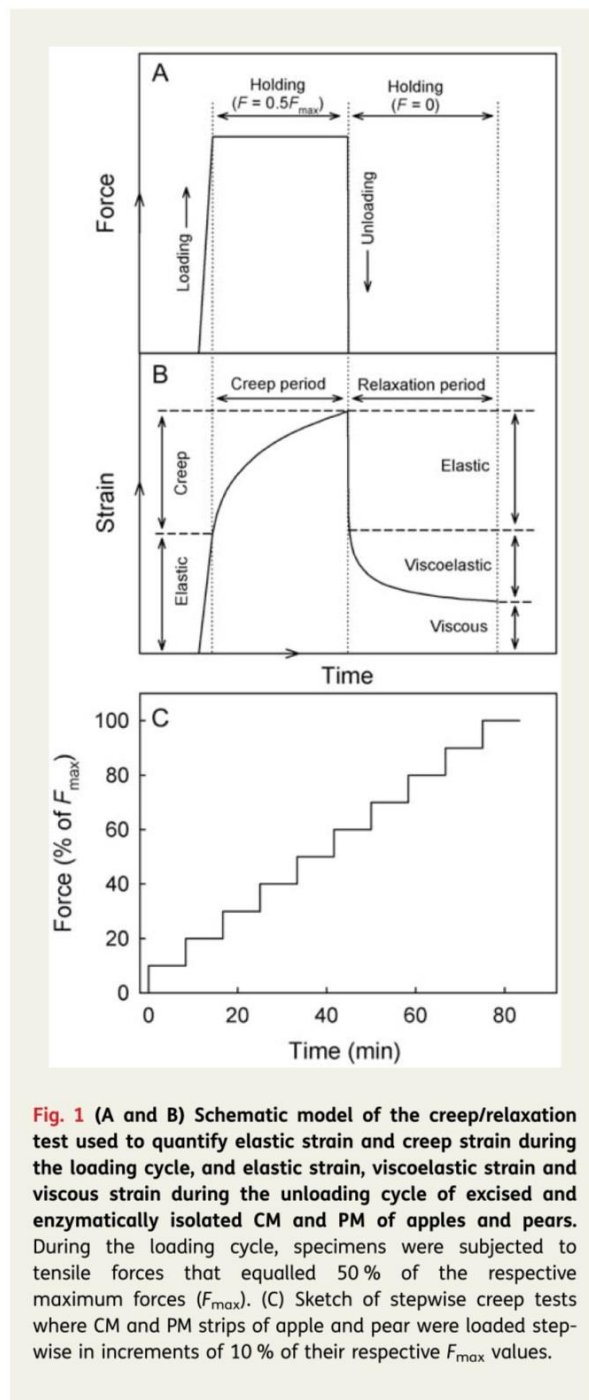 A
Holding
(F = 0.5Fmax)
Holding
(F = 0)
Force
Loading
Unloading
B
Creep period
Relaxation period
Strain
Creep
Elastic
Elastic
Viscoelastic
Viscous
Time
C
Force (% of Fmax)
100
80
60
40
20
0
0 20 40 60 80
Time (min)
Fig. 1 (A and B) Schematic model of the creep/relaxation
test used to quantify elastic strain and creep strain during
the loading cycle, and elastic strain, viscoelastic strain and
viscous strain during the unloading cycle of excised and
enzymatically isolated CM and PM of apples and pears.
During the loading cycle, specimens were subjected to
tensile forces that equalled 50 % of the respective
maximum forces (Fmax). (C) Sketch of stepwise creep tests
where CM and PM strips of apple and pear were loaded step-
wise in increments of 10 % of their respective Fmax values.